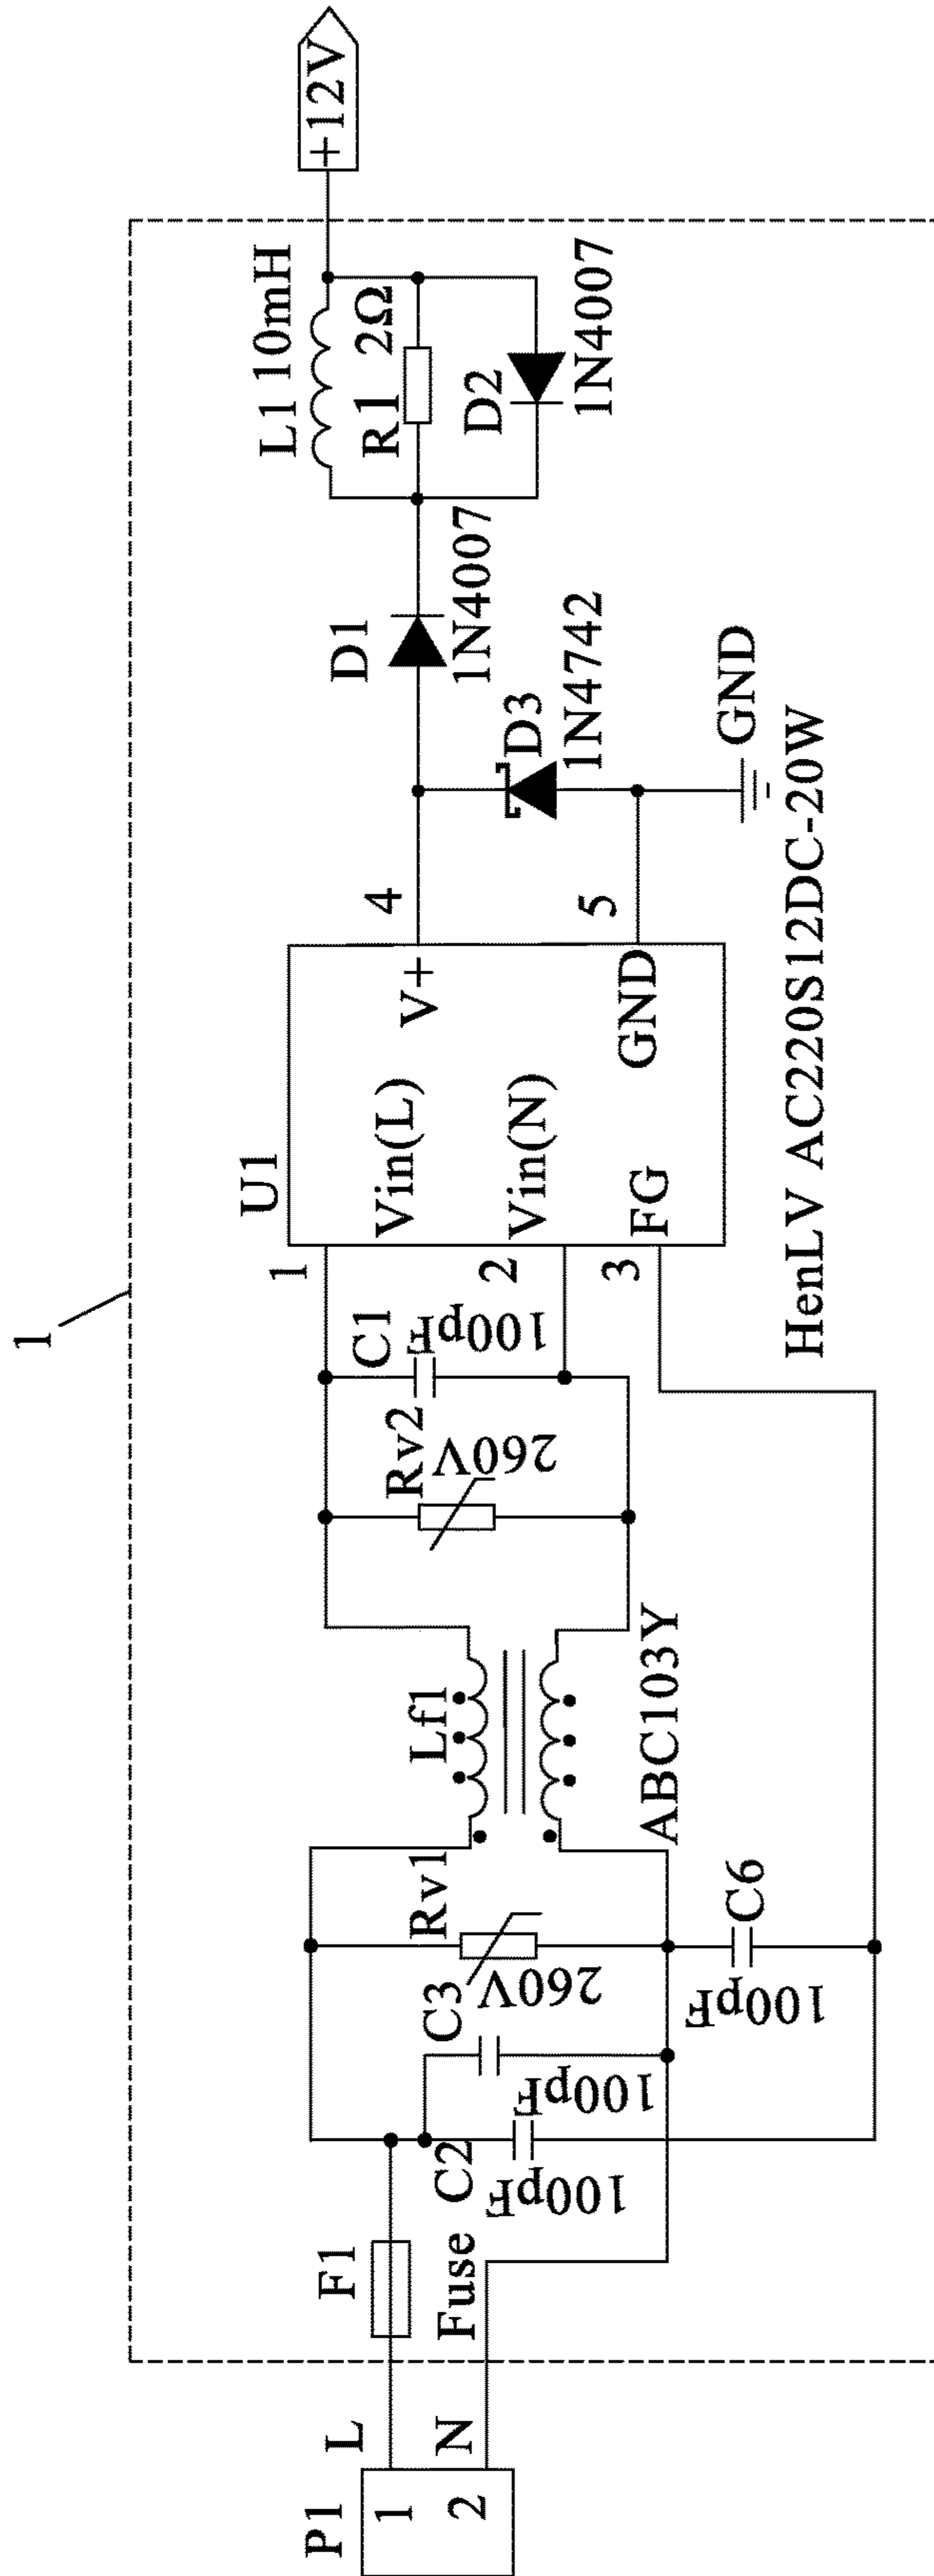 1
P1
L
1
N
2
F1
Fuse
C2
100pF
C3
100pF
Rv1
260V
C6
100pF
Lf1
ABC103Y
Rv2
260V
C1
100pF
U1
1
Vin(L)
2
Vin(N)
3
FG
V+
4
GND
5
HenLV AC220S12DC-20W
D3
1N4742
GND
D1
1N4007
L1 10mH
R1 2Ω
D2
1N4007
+12V